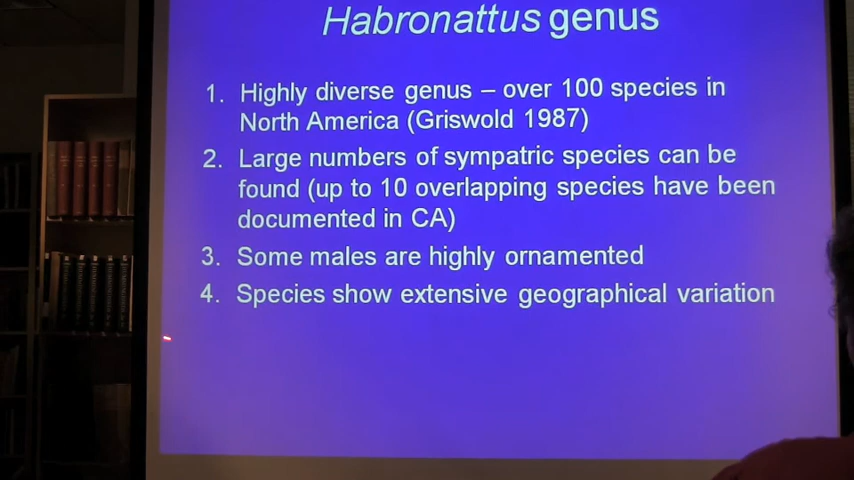 Habronattus genus
1. Highly diverse genus – over 100 species in
North America (Griswold 1987)
2. Large numbers of sympatric species can be
found (up to 10 overlapping species have been
documented in CA)
3. Some males are highly ornamented
4. Species show extensive geographical variation